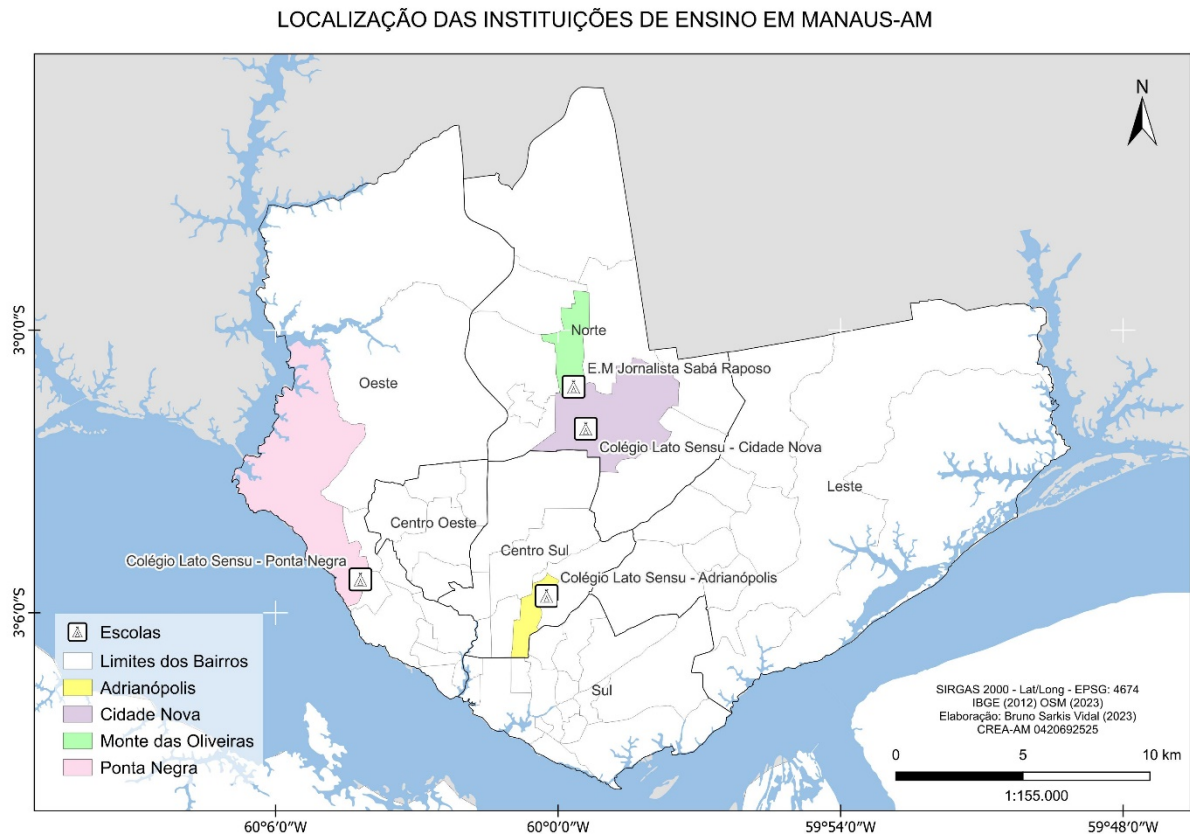 LOCALIZAÇÃO DAS INSTITUIÇÕES DE ENSINO EM MANAUS-AM
N
3º0'0"S
Norte
E.M Jornalista Sabá Raposo
Oeste
Colégio Lato Sensu - Cidade Nova
Leste
Centro Oeste
Centro Sul
Colégio Lato Sensu - Ponta Negra
Colégio Lato Sensu - Adrianópolis
3º6'0"S
Sul
Escolas
Limites dos Bairros
Adrianópolis
Cidade Nova
Monte das Oliveiras
Ponta Negra
SIRGAS 2000 - Lat/Long - EPSG: 4674
IBGE (2012) OSM (2023)
Elaboração: Bruno Sarkis Vidal (2023)
CREA-AM 0420692525
0 5 10 km
1:155.000
60°6'0"W 60°0'0"W 59°54'0"W 59°48'0"W